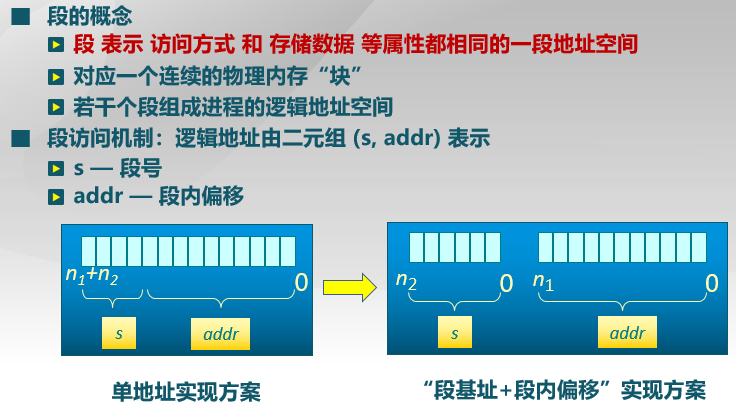 段的概念
段 表示 访问方式 和 存储数据 等属性都相同的一段地址空间
对应一个连续的物理内存“块”
若干个段组成进程的逻辑地址空间
段访问机制：逻辑地址由二元组 (s, addr) 表示
s — 段号
addr — 段内偏移
n₁+n₂ 0
s addr
n₂ 0 n₁ 0
s addr
单地址实现方案
“段基址+段内偏移”实现方案